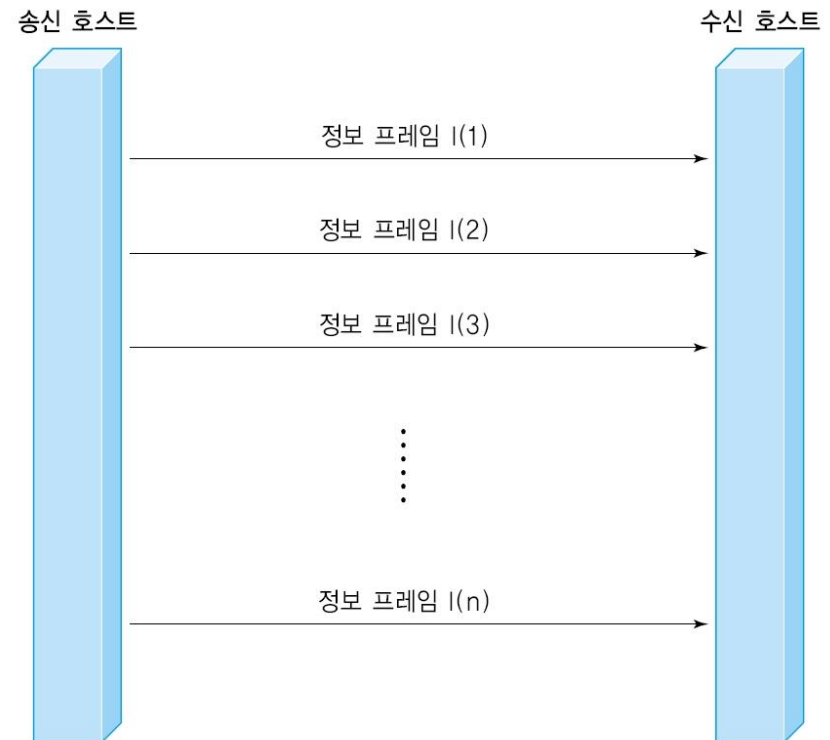 송신 호스트
수신 호스트
정보 프레임 I(1)
정보 프레임 I(2)
정보 프레임 I(3)
정보 프레임 I(n)